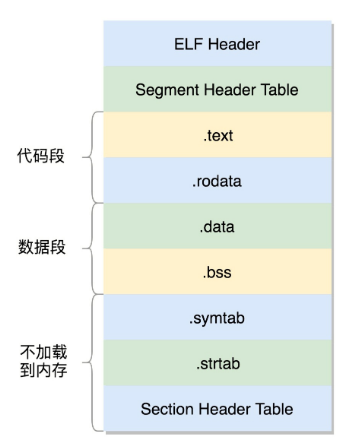 ELF Header
Segment Header Table
代码段
.text
.rodata
数据段
.data
.bss
不加载
到内存
.symtab
.strtab
Section Header Table